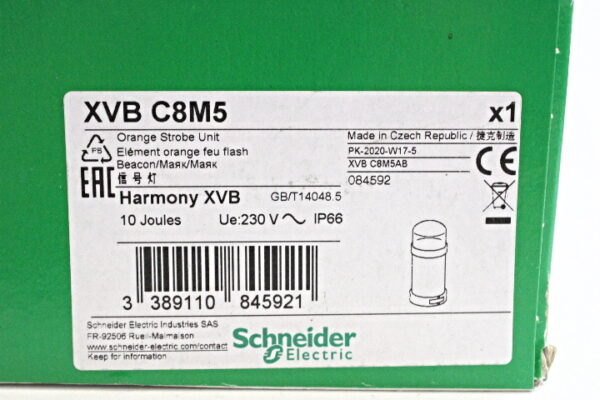 XVB C8M5 x1
Orange Strobe Unit
Elément orange feu flash
Beacon/Маяк/Маяк
信号灯
Made in Czech Republic / 捷克制造
PK-2020-W17-5
XVB C8M5AB
084592
PB
CE
EAC
Harmony XVB GB/T14048.5
10 Joules Ue:230 V ~ IP66
3 389110 845921
Schneider Electric Industries SAS
FR-92506 Rueil-Malmaison
www.schneider-electric.com/contact
Keep for information
Schneider
Electric